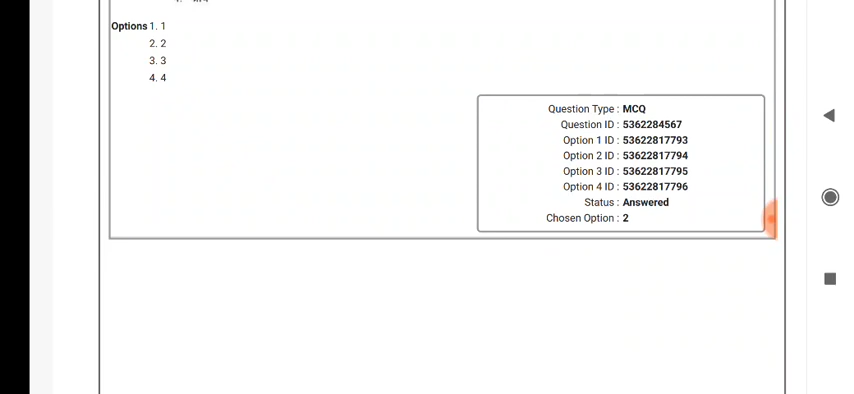 Options 1. 1
2. 2
3. 3
4. 4
Question Type : MCQ
Question ID : 5362284567
Option 1 ID : 53622817793
Option 2 ID : 53622817794
Option 3 ID : 53622817795
Option 4 ID : 53622817796
Status : Answered
Chosen Option : 2